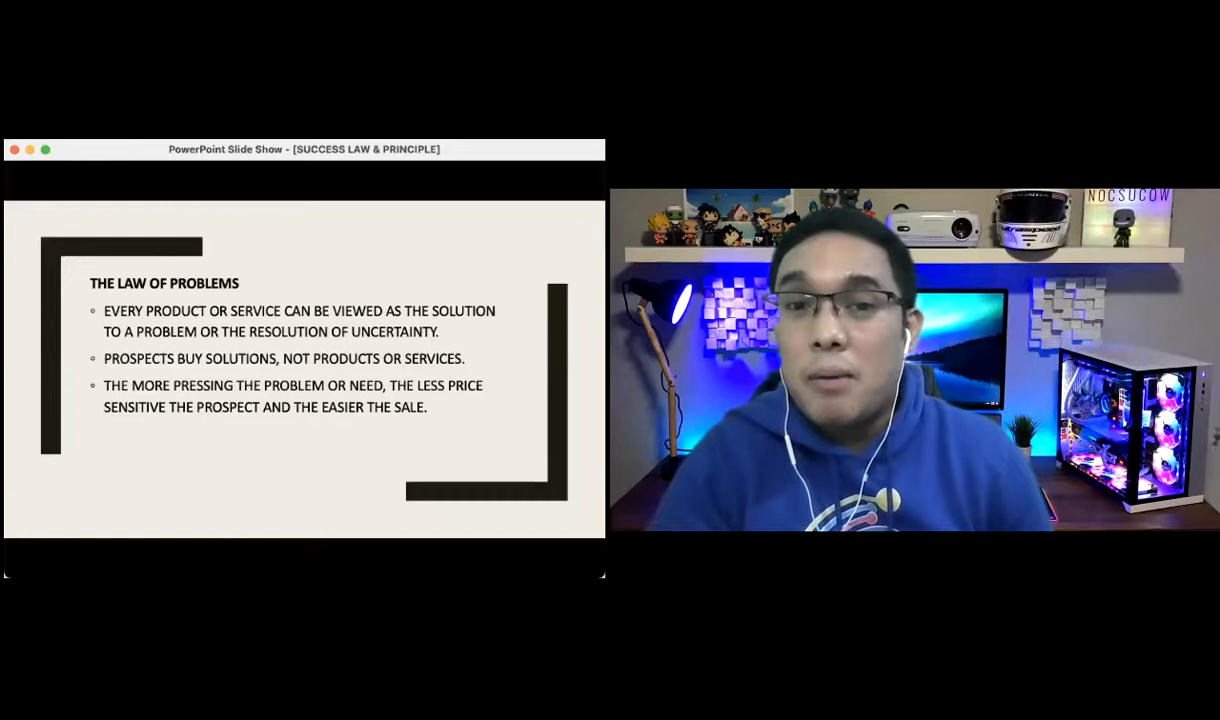 PowerPoint Slide Show - [SUCCESS LAW & PRINCIPLE]
THE LAW OF PROBLEMS
◦ EVERY PRODUCT OR SERVICE CAN BE VIEWED AS THE SOLUTION
TO A PROBLEM OR THE RESOLUTION OF UNCERTAINTY.
◦ PROSPECTS BUY SOLUTIONS, NOT PRODUCTS OR SERVICES.
◦ THE MORE PRESSING THE PROBLEM OR NEED, THE LESS PRICE
SENSITIVE THE PROSPECT AND THE EASIER THE SALE.
NOCSUCOW